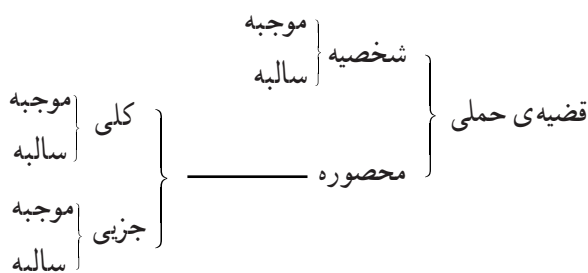 قضیه‌ی حملی
شخصیه
موجبه
سالبه
محصوره
کلی
موجبه
سالبه
جزیی
موجبه
سالبه